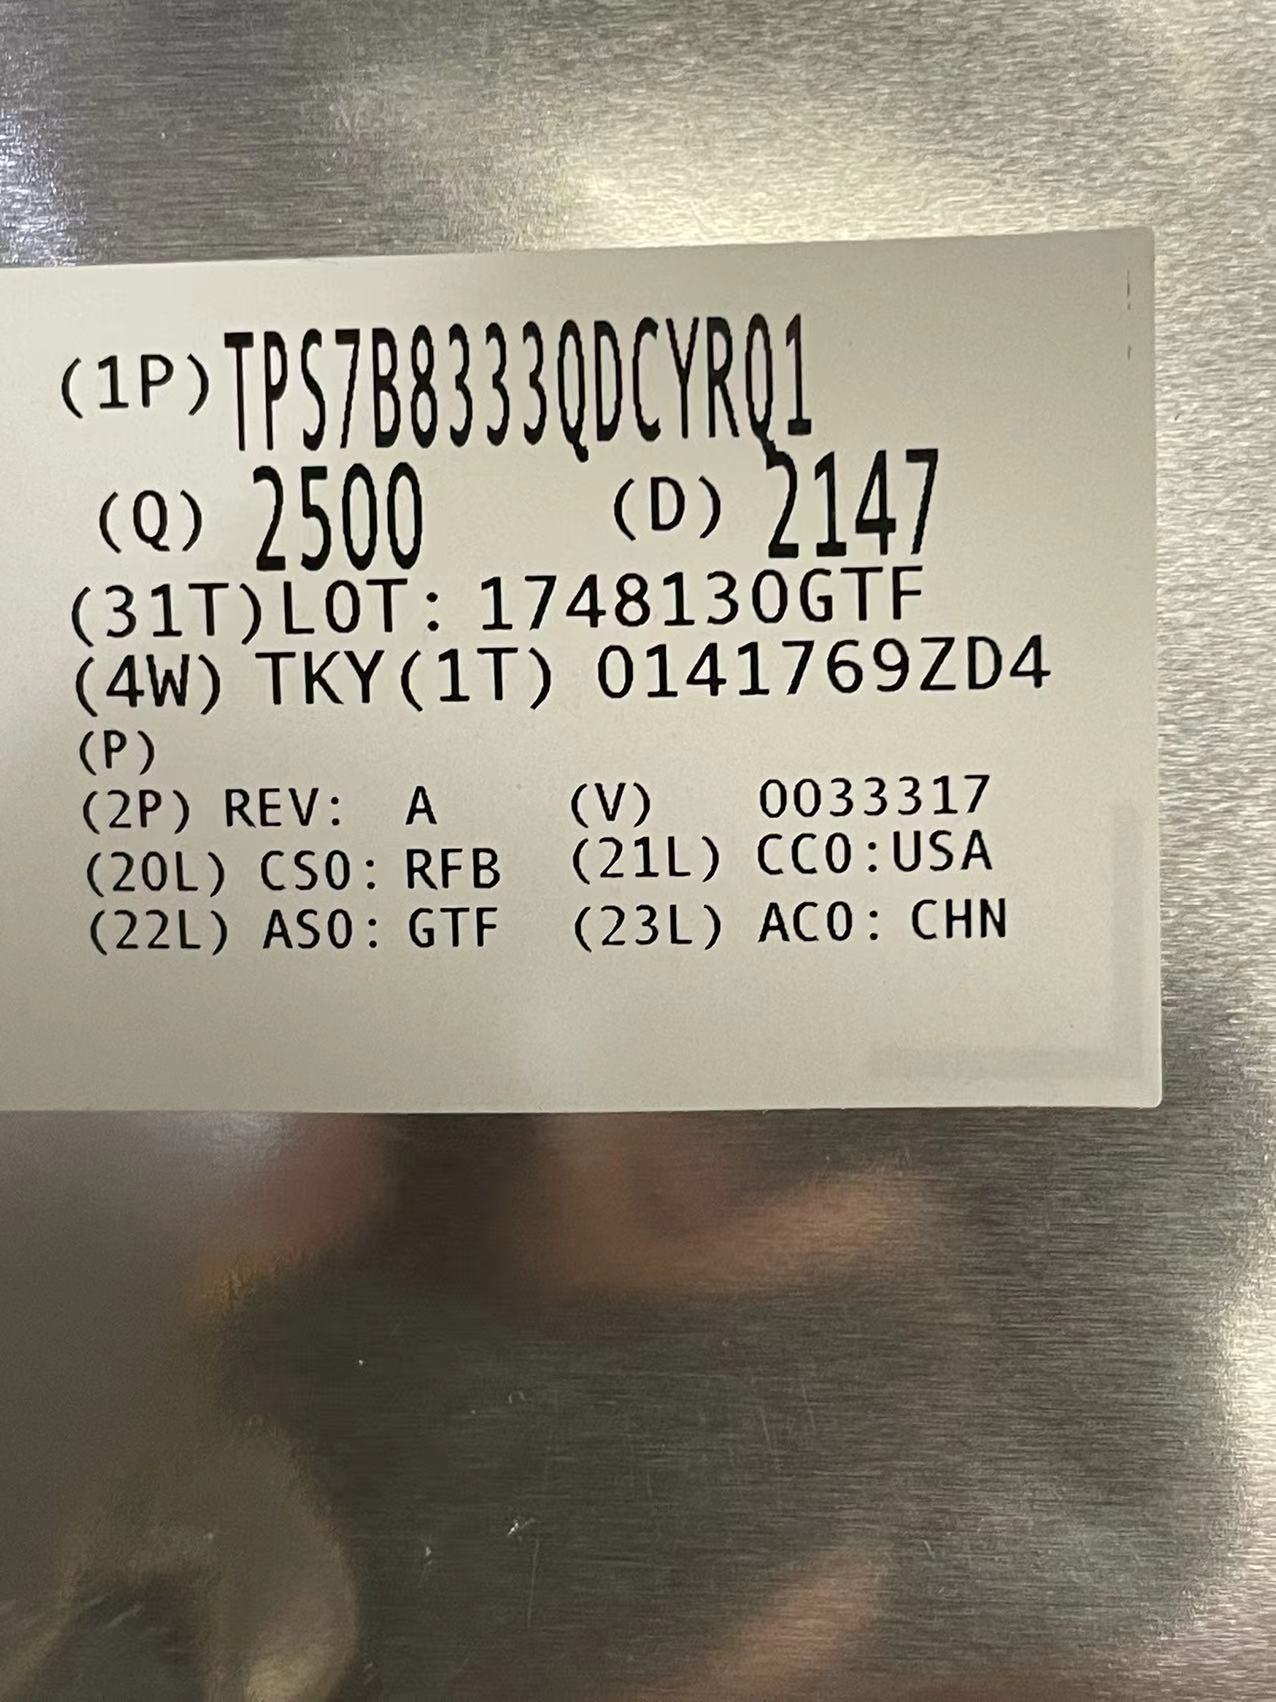 (1P) TPS7B8333QDCYRQ1
(Q) 2500 (D) 2147
(31T)LOT: 1748130GTF
(4W) TKY(1T) 0141769ZD4
(P)
(2P) REV: A (V) 0033317
(20L) CSO: RFB (21L) CCO:USA
(22L) ASO: GTF (23L) ACO: CHN